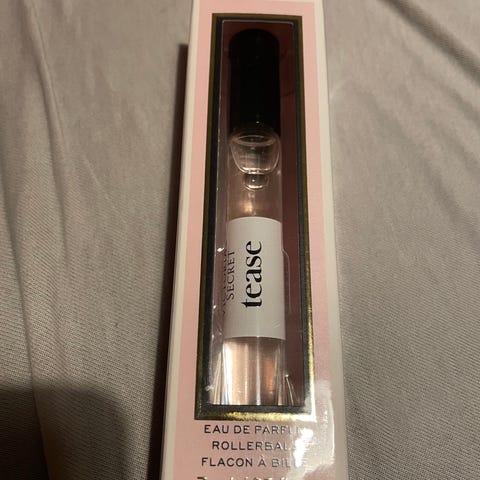 SECRET
tease
EAU DE PARFUM
ROLLERBALL
FLACON À BILLE